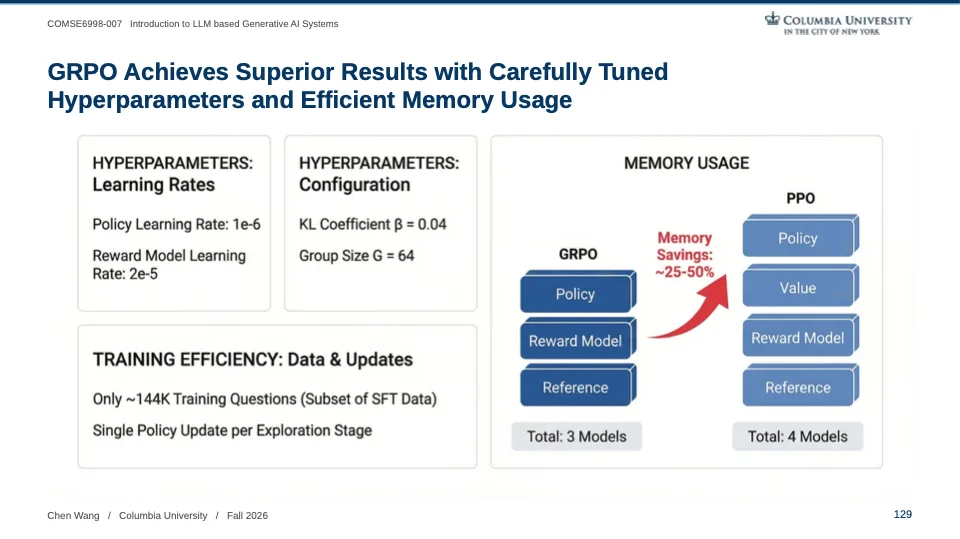 COMSE6998-007 Introduction to LLM based Generative AI Systems
COLUMBIA UNIVERSITY
IN THE CITY OF NEW YORK
GRPO Achieves Superior Results with Carefully Tuned
Hyperparameters and Efficient Memory Usage
HYPERPARAMETERS:
Learning Rates
Policy Learning Rate: 1e-6
Reward Model Learning
Rate: 2e-5
HYPERPARAMETERS:
Configuration
KL Coefficient β = 0.04
Group Size G = 64
TRAINING EFFICIENCY: Data & Updates
Only ~144K Training Questions (Subset of SFT Data)
Single Policy Update per Exploration Stage
MEMORY USAGE
GRPO
Policy
Reward Model
Reference
Total: 3 Models
Memory
Savings:
~25-50%
PPO
Policy
Value
Reward Model
Reference
Total: 4 Models
Chen Wang / Columbia University / Fall 2026
129